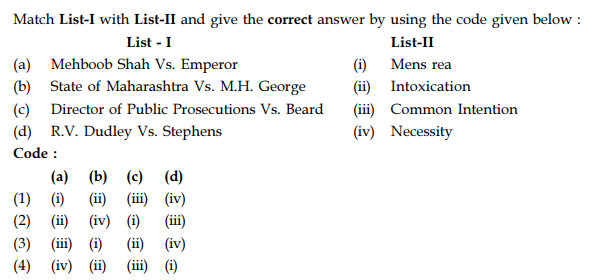 Match List-I with List-II and give the correct answer by using the code given below :
List - I List-II
(a) Mehboob Shah Vs. Emperor (i) Mens rea
(b) State of Maharashtra Vs. M.H. George (ii) Intoxication
(c) Director of Public Prosecutions Vs. Beard (iii) Common Intention
(d) R.V. Dudley Vs. Stephens (iv) Necessity
Code :
(a) (b) (c) (d)
(1) (i) (ii) (iii) (iv)
(2) (ii) (iv) (i) (iii)
(3) (iii) (i) (ii) (iv)
(4) (iv) (ii) (iii) (i)